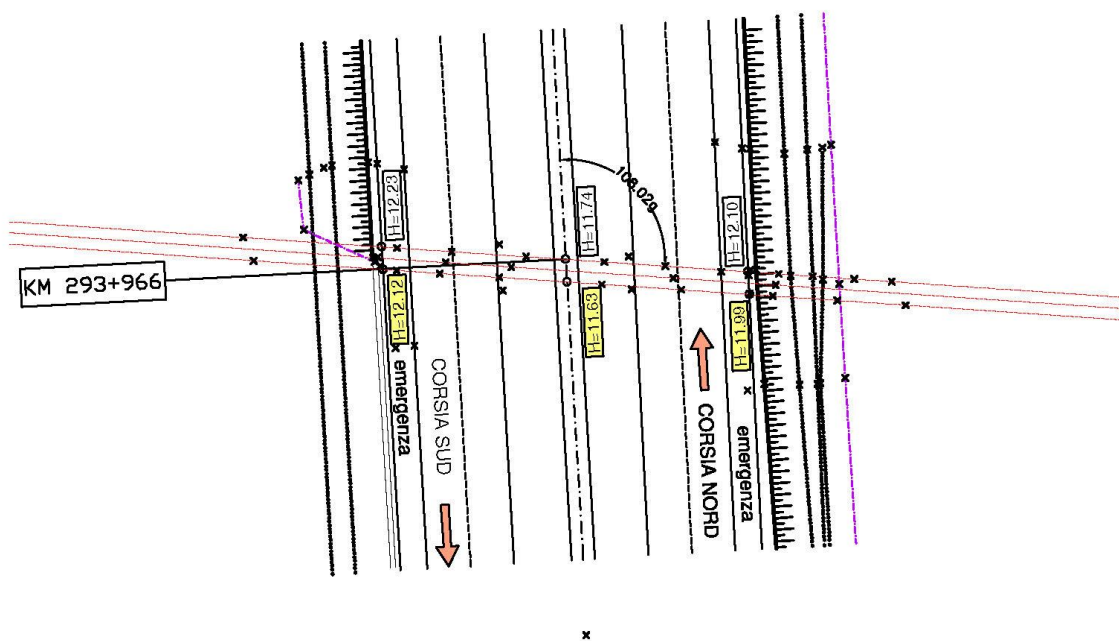 H=12.23
108.02g
H=11.74
H=12.10
KM 293+966
H=12.12
H=11.63
H=11.99
emergenza
CORSIA SUD
CORSIA NORD
emergenza